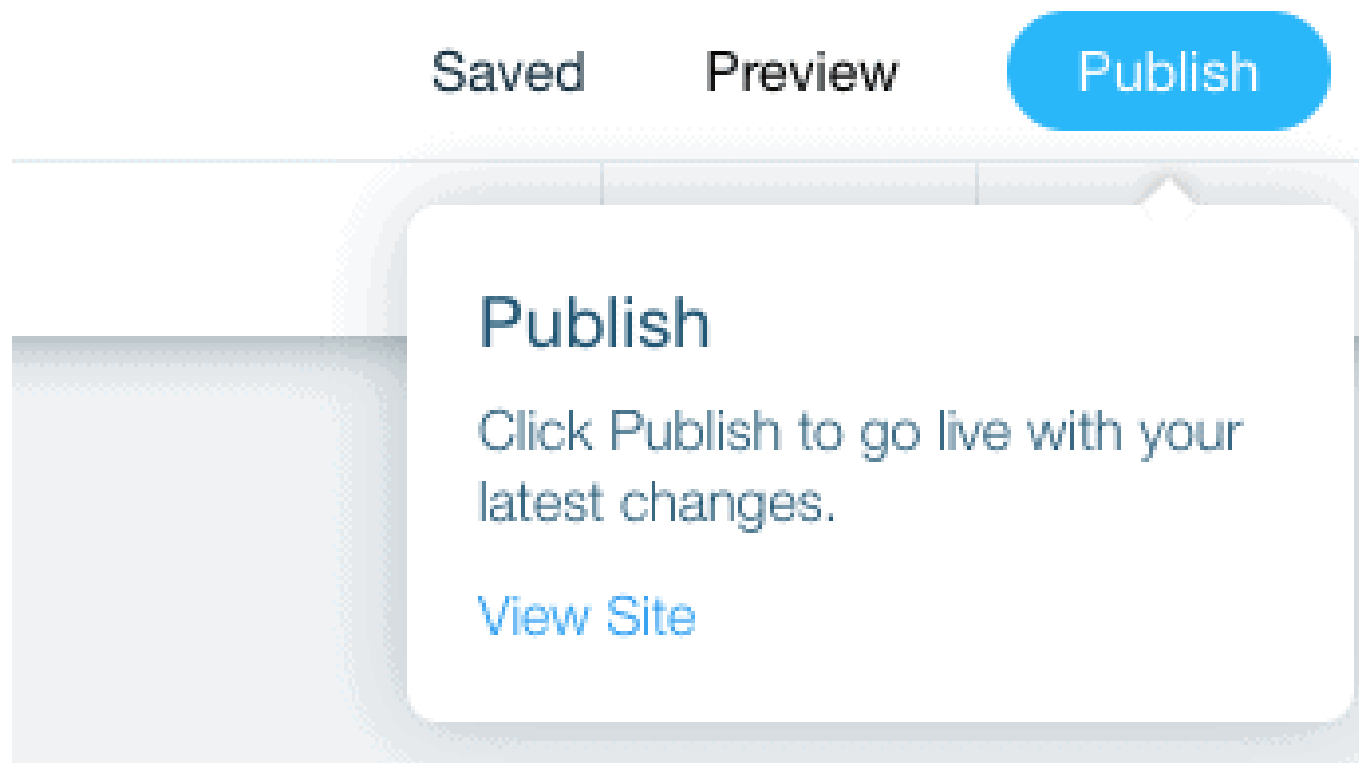 Saved
Preview
Publish
Publish
Click Publish to go live with your
latest changes.
View Site